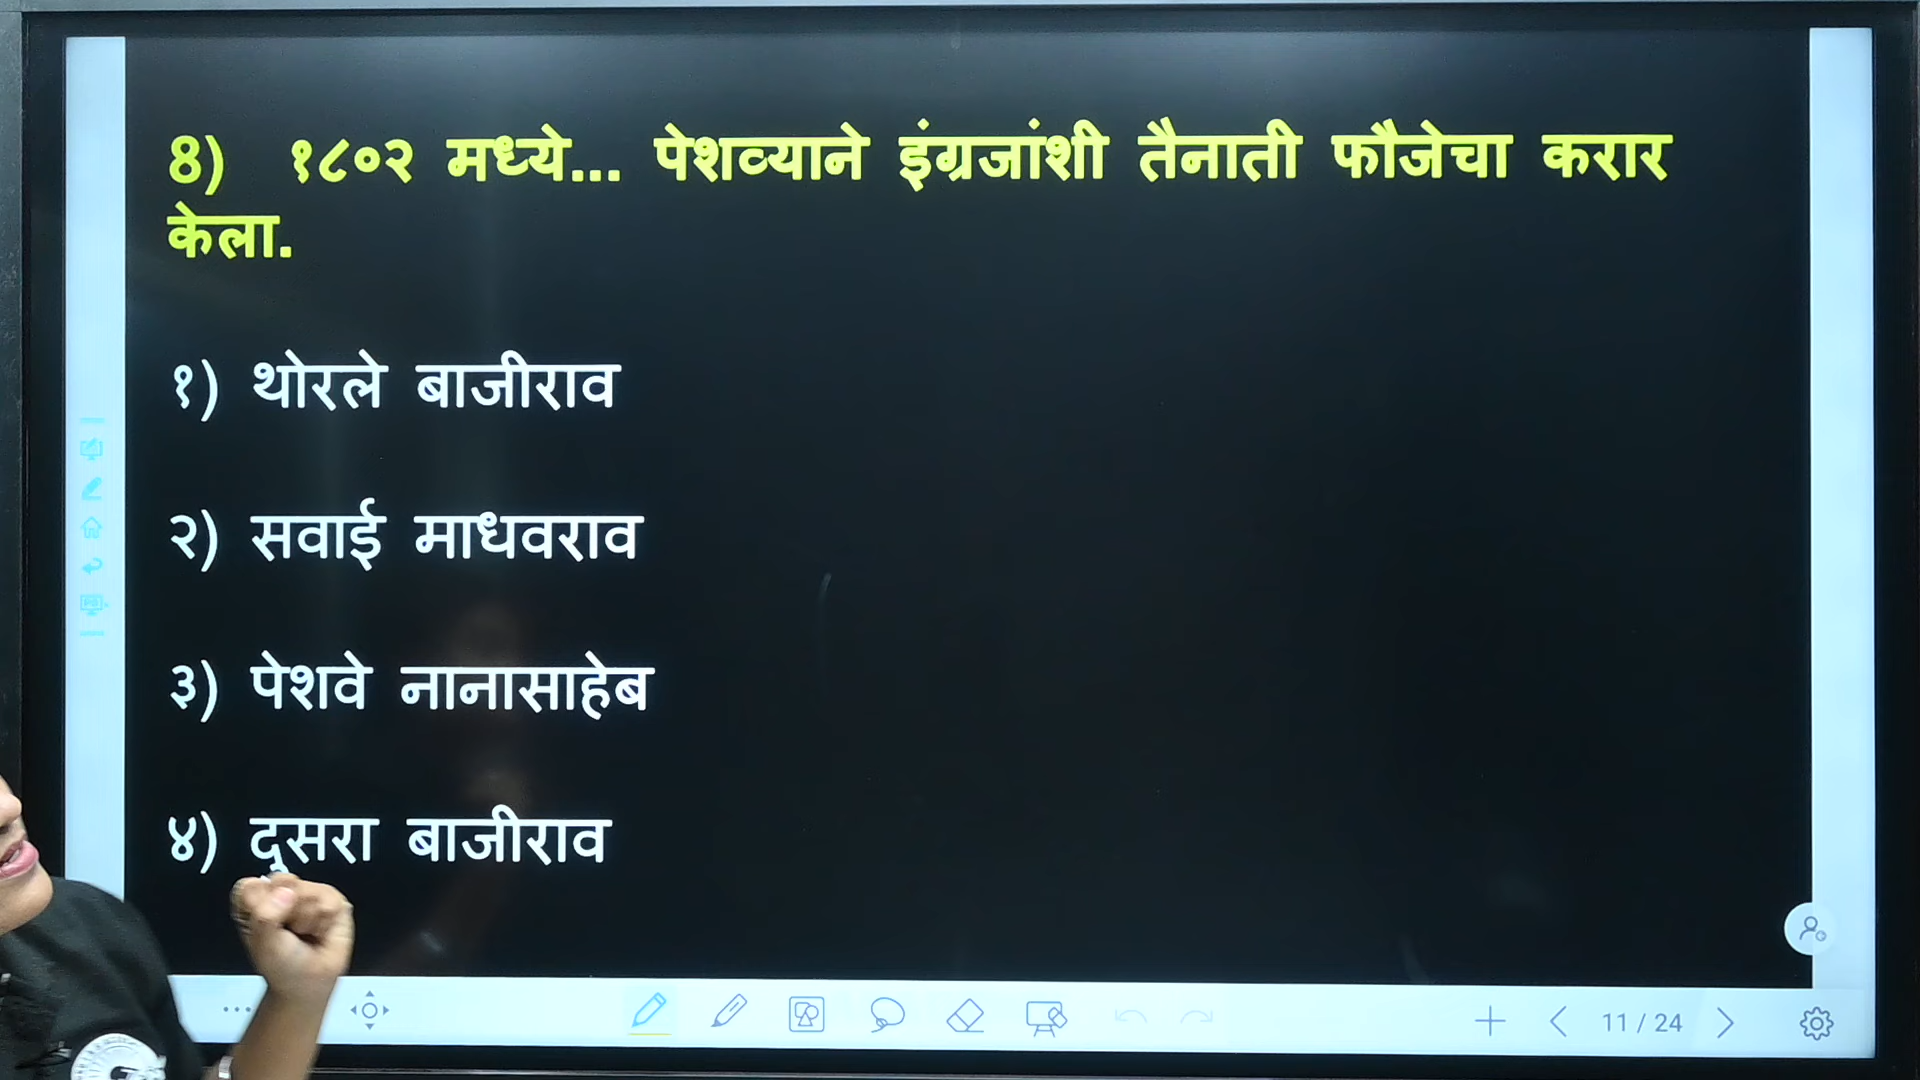 8) १८०२ मध्ये... पेशव्याने इंग्रजांशी तैनाती फौजेचा करार
केला.
१) थोरले बाजीराव
२) सवाई माधवराव
३) पेशवे नानासाहेब
४) दुसरा बाजीराव
11 / 24